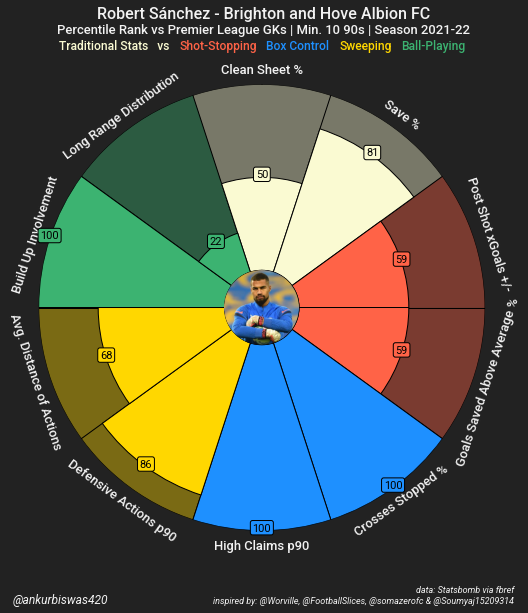 Robert Sánchez - Brighton and Hove Albion FC
Percentile Rank vs Premier League GKs | Min. 10 90s | Season 2021-22
Traditional Stats vs Shot-Stopping Box Control Sweeping Ball-Playing
Clean Sheet %
Save %
Post Shot xGoals +/-
Goals Saved Above Average %
Crosses Stopped %
High Claims p90
Defensive Actions p90
Avg. Distance of Actions
Build Up Involvement
Long Range Distribution
50
81
59
59
100
100
86
68
100
22
data: Statsbomb via fbref
@ankurbiswas420
inspired by: @Worville, @FootballSlices, @somazerofc & @Soumyaj15209314